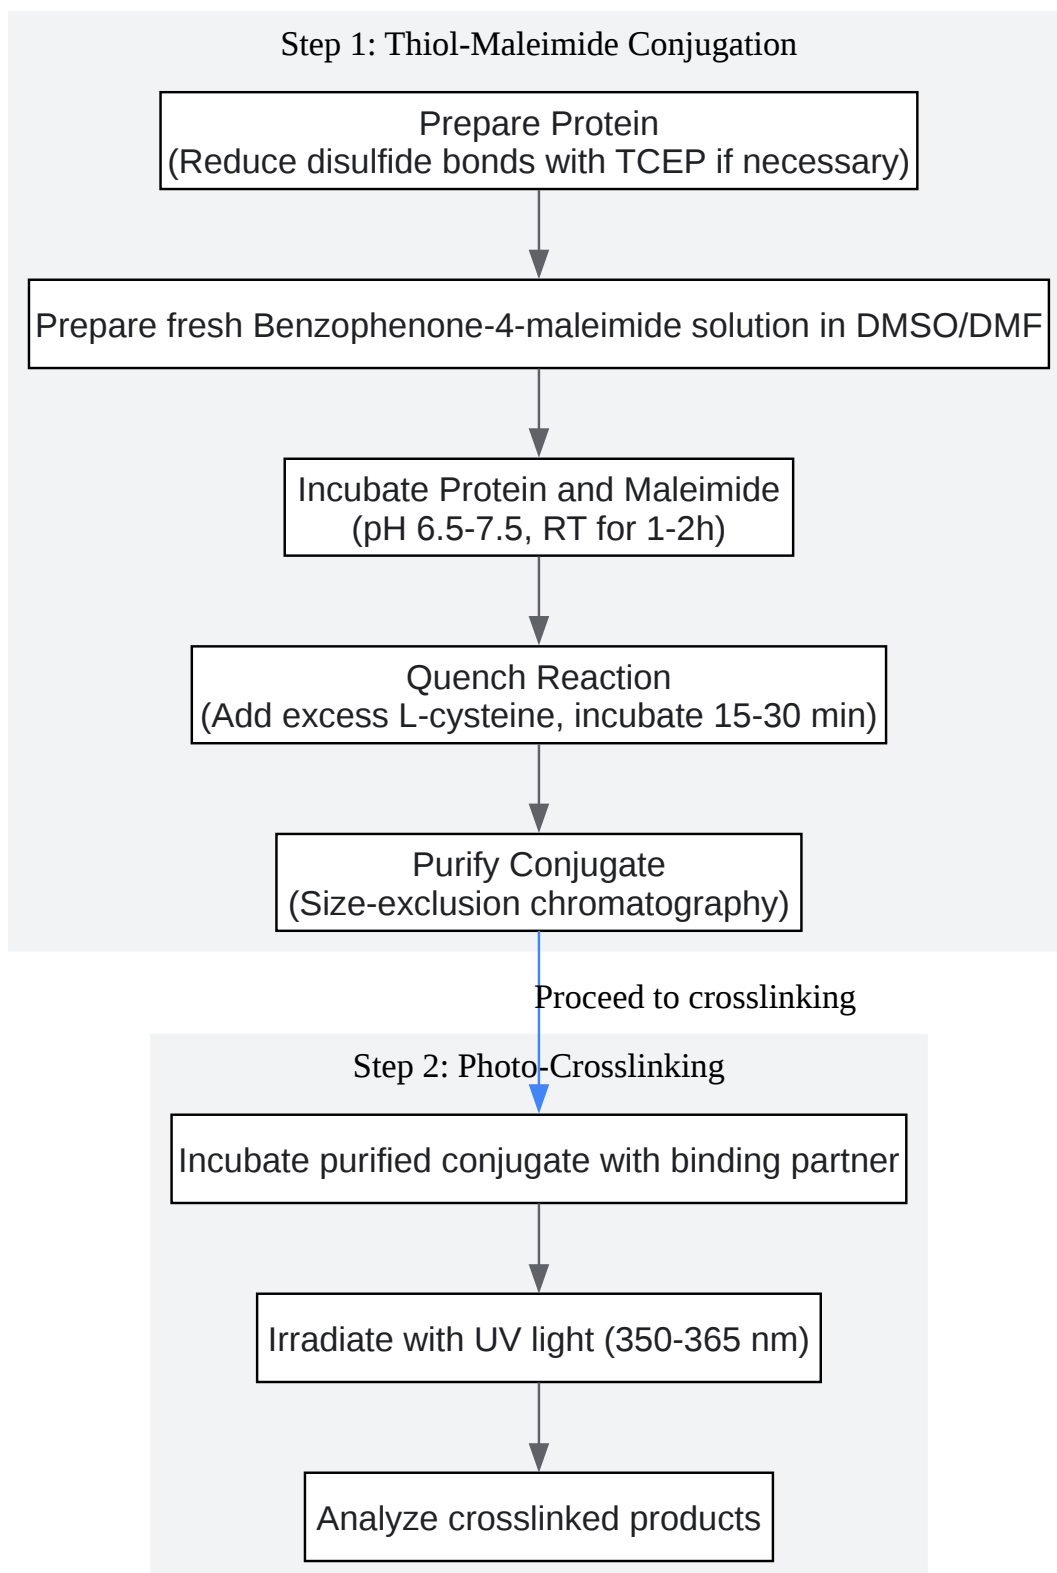 Step 1: Thiol-Maleimide Conjugation
Prepare Protein
(Reduce disulfide bonds with TCEP if necessary)
Prepare fresh Benzophenone-4-maleimide solution in DMSO/DMF
Incubate Protein and Maleimide
(pH 6.5-7.5, RT for 1-2h)
Quench Reaction
(Add excess L-cysteine, incubate 15-30 min)
Purify Conjugate
(Size-exclusion chromatography)
Proceed to crosslinking
Step 2: Photo-Crosslinking
Incubate purified conjugate with binding partner
Irradiate with UV light (350-365 nm)
Analyze crosslinked products